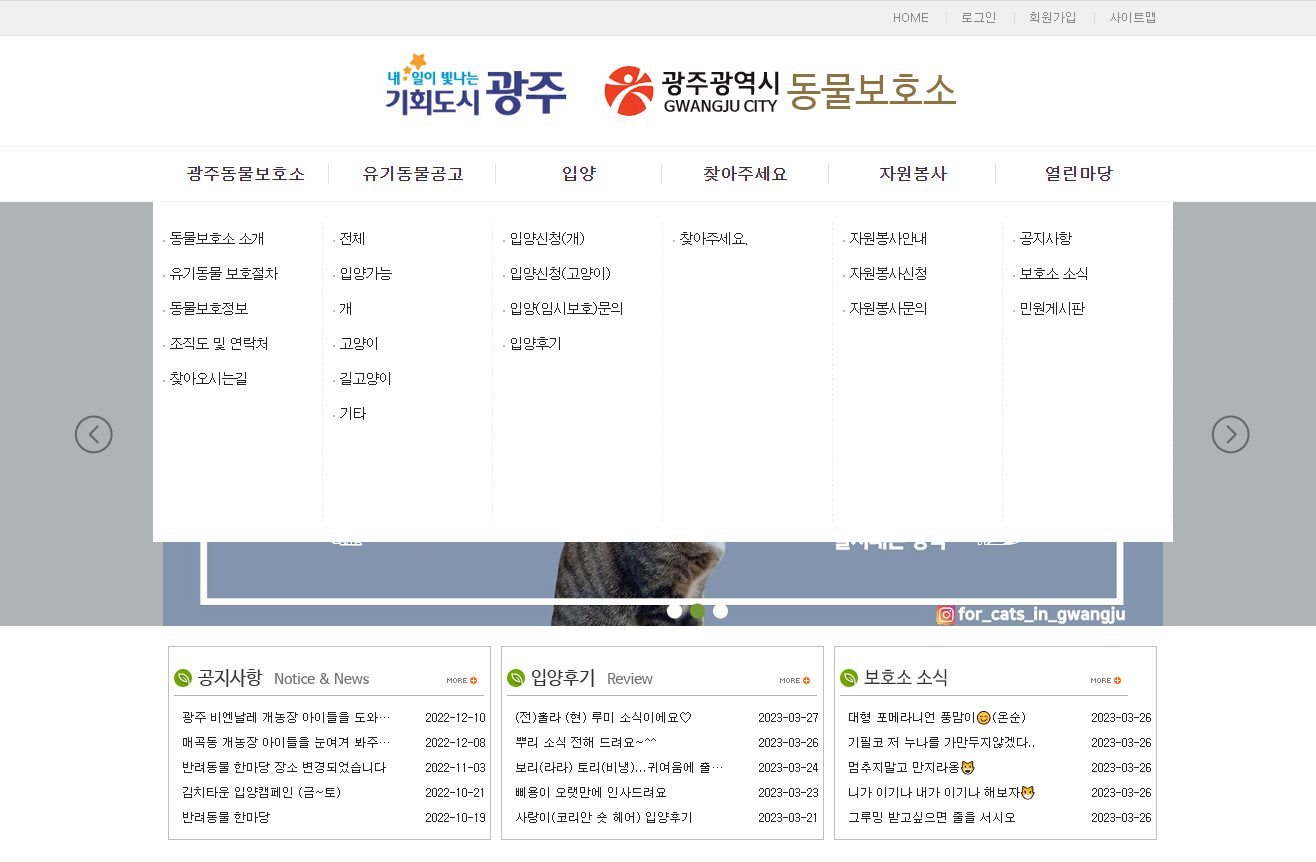 HOME 로그인 회원가입 사이트맵
내일이 빛나는
기회도시 광주
광주광역시
GWANGJU CITY
동물보호소
광주동물보호소 유기동물공고 입양 찾아주세요 자원봉사 열린마당
동물보호소 소개
유기동물 보호절차
동물보호정보
조직도 및 연락처
찾아오시는길
전체
입양가능
개
고양이
길고양이
기타
입양신청(개)
입양신청(고양이)
입양(임시보호)문의
입양후기
찾아주세요.
자원봉사안내
자원봉사신청
자원봉사문의
공지사항
보호소 소식
민원게시판
for_cats_in_gwangju
공지사항 Notice & News MORE
광주 비엔날레 개농장 아이들을 도와… 2022-12-10
매곡동 개농장 아이들을 눈여겨 봐주… 2022-12-08
반려동물 한마당 장소 변경되었습니다 2022-11-03
김치타운 입양캠페인 (금~토) 2022-10-21
반려동물 한마당 2022-10-19
입양후기 Review MORE
(전)홀라 (현) 루미 소식이에요♡ 2023-03-27
뿌리 소식 전해 드려요~^^ 2023-03-26
보리(라라) 토리(비냉)...귀여움에 출… 2023-03-24
삐용이 오랫만에 인사드려요 2023-03-23
사랑이(코리안 숏 헤어) 입양후기 2023-03-21
보호소 소식 MORE
대형 포메라니언 풍맘이😊(온순) 2023-03-26
기필코 저 누나를 가만두지않겠다.. 2023-03-26
멈추지말고 만지라옹😺 2023-03-26
니가 이기나 내가 이기나 해보자😼 2023-03-26
그루밍 받고싶으면 줄을 서시오 2023-03-26